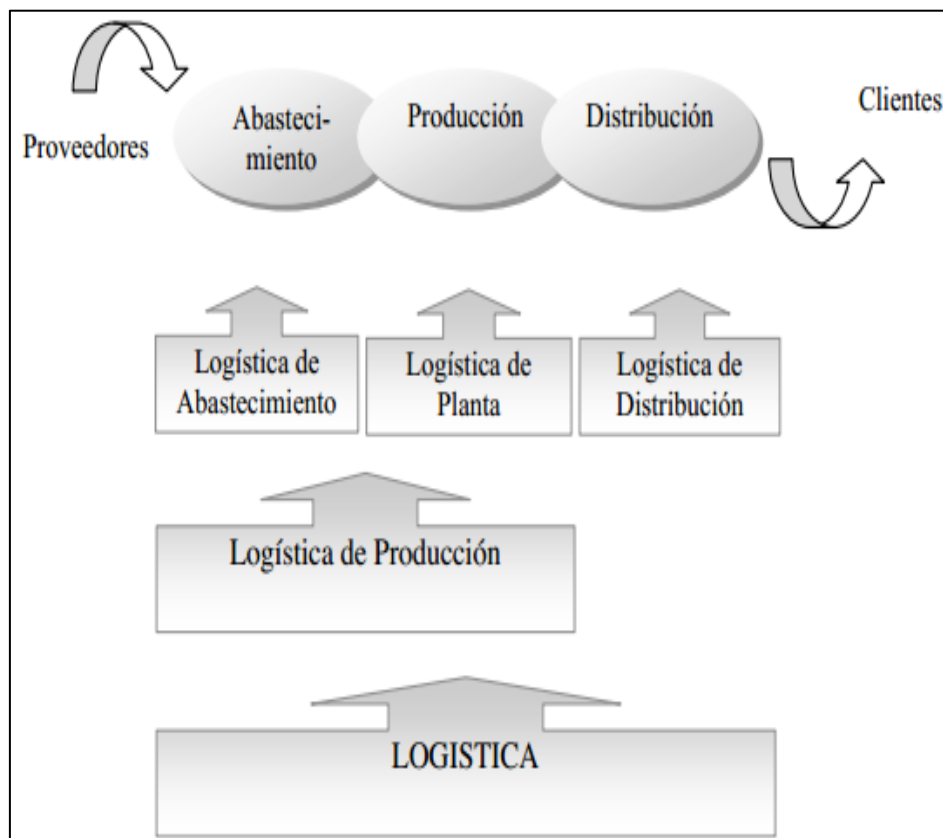 Proveedores
Abasteci-
miento
Producción
Distribución
Clientes
Logística de
Abastecimiento
Logística de
Planta
Logística de
Distribución
Logística de Producción
LOGISTICA